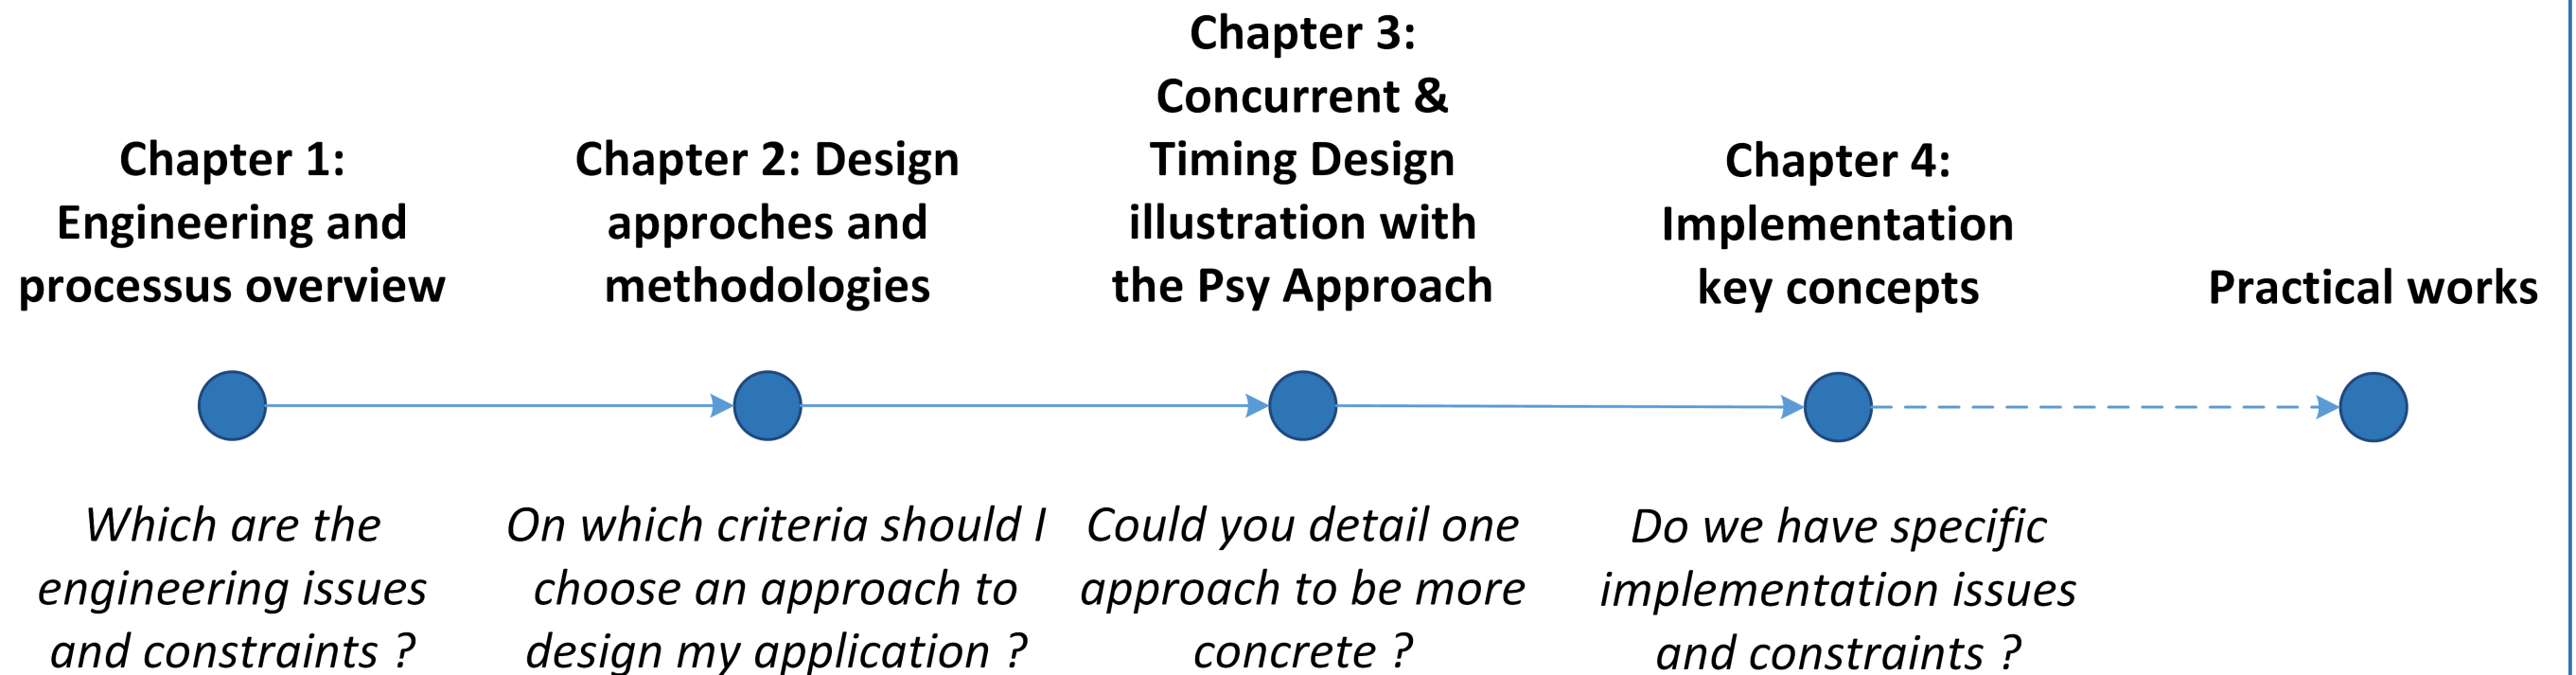 Chapter 1:
Engineering and
processus overview
Chapter 2: Design
approches and
methodologies
Chapter 3:
Concurrent &
Timing Design
illustration with
the Psy Approach
Chapter 4:
Implementation
key concepts
Practical works
Which are the
engineering issues
and constraints ?
On which criteria should I
choose an approach to
design my application ?
Could you detail one
approach to be more
concrete ?
Do we have specific
implementation issues
and constraints ?